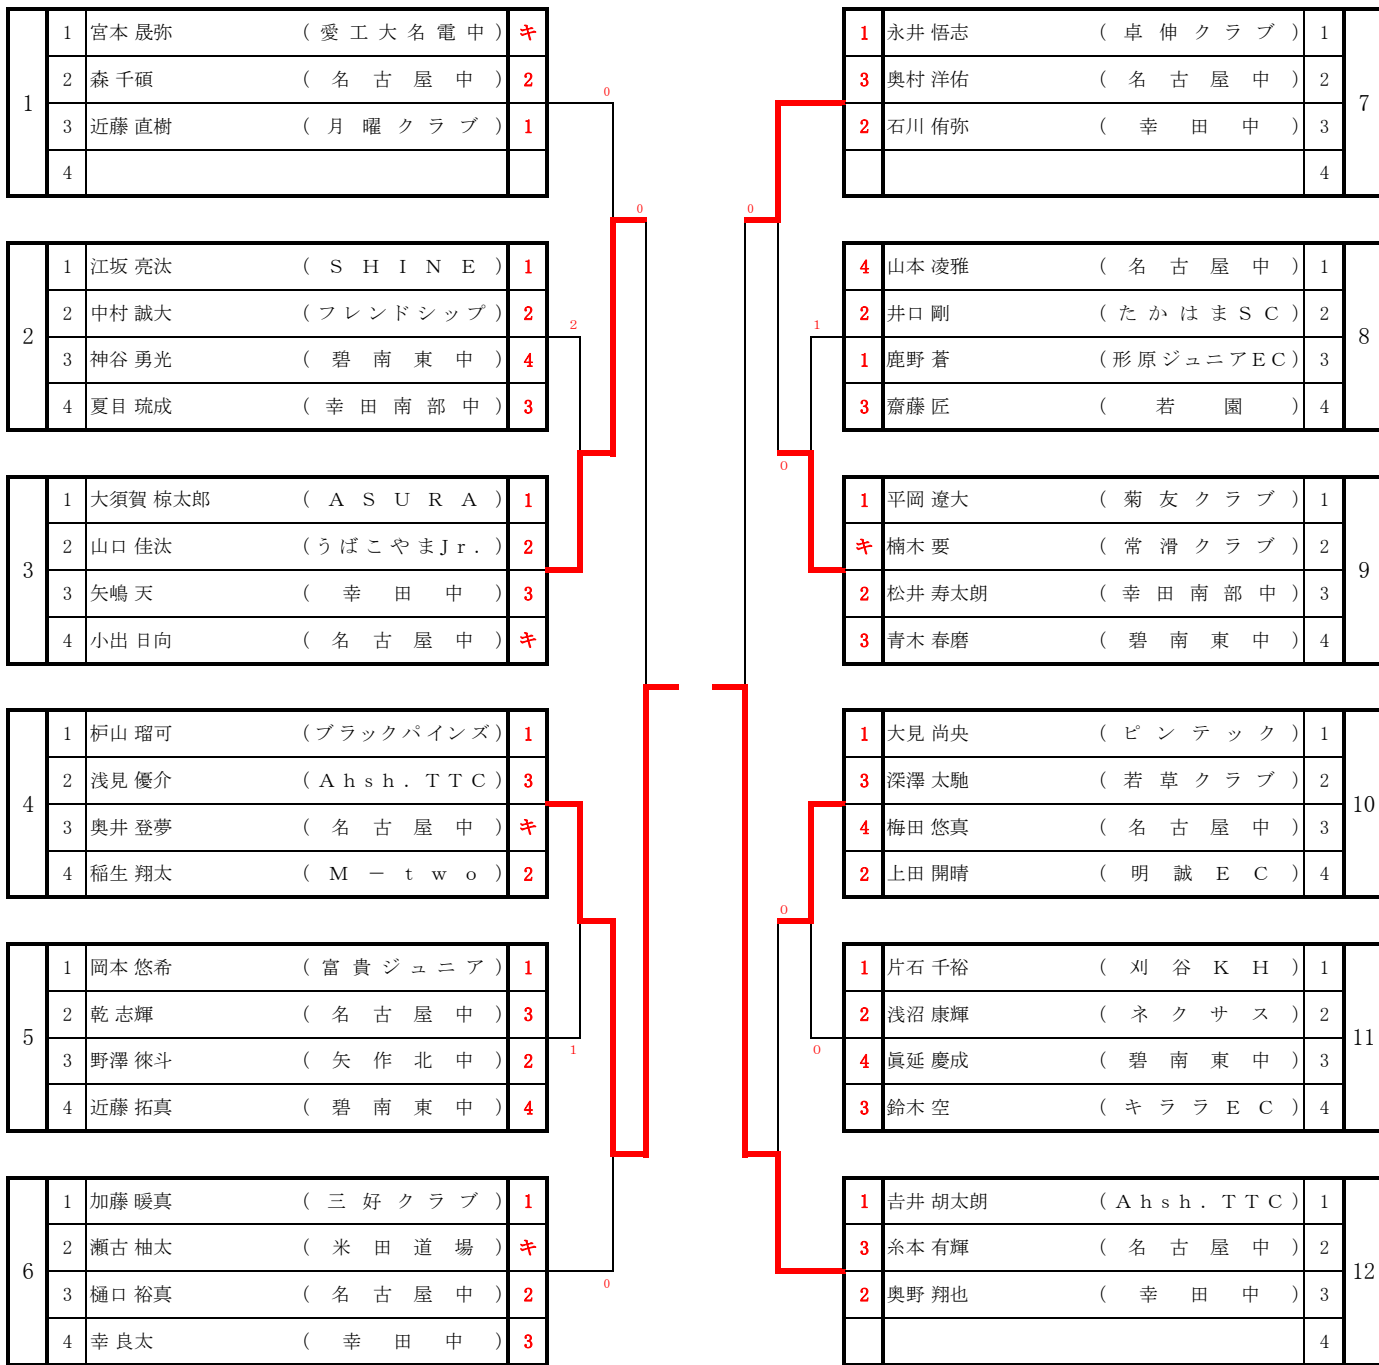 1 宮本 晟弥 (愛工大名電中) キ
2 森 千碩 (名古屋中) 2
1
3 近藤 直樹 (月曜クラブ) 1
4
0
0
1 江坂 亮汰 (SHINE) 1
2 中村 誠大 (フレンドシップ) 2
2
3 神谷 勇光 (碧南東中) 4
4 夏目 琉成 (幸田南部中) 3
2
1 大須賀 椋太郎 (ASURA) 1
2 山口 佳汰 (うばこやまJr.) 2
3
3 矢嶋 天 (幸田中) 3
4 小出 日向 (名古屋中) キ
1 枦山 瑠可 (ブラックパインズ) 1
2 浅見 優介 (Ahsh.TTC) 3
4
3 奥井 登夢 (名古屋中) キ
4 稲生 翔太 (M－two) 2
1 岡本 悠希 (富貴ジュニア) 1
2 乾 志輝 (名古屋中) 3
5
3 野澤 徠斗 (矢作北中) 2
4 近藤 拓真 (碧南東中) 4
1
1 加藤 暖真 (三好クラブ) 1
2 瀬古 柚太 (米田道場) キ
6
3 樋口 裕真 (名古屋中) 2
4 幸 良太 (幸田中) 3
0
1 永井 悟志 (卓伸クラブ) 1
3 奥村 洋佑 (名古屋中) 2
7
2 石川 侑弥 (幸田中) 3
4
0
4 山本 凌雅 (名古屋中) 1
2 井口 剛 (たかはまSC) 2
8
1 鹿野 蒼 (形原ジュニアEC) 3
3 齋藤 匠 (若園) 4
1
0
1 平岡 遼大 (菊友クラブ) 1
キ 楠木 要 (常滑クラブ) 2
9
2 松井 寿太朗 (幸田南部中) 3
3 青木 春磨 (碧南東中) 4
1 大見 尚央 (ピンテック) 1
3 深澤 太馳 (若草クラブ) 2
10
4 梅田 悠真 (名古屋中) 3
2 上田 開晴 (明誠EC) 4
0
1 片石 千裕 (刈谷KH) 1
2 浅沼 康輝 (ネクサス) 2
11
4 眞延 慶成 (碧南東中) 3
3 鈴木 空 (キララEC) 4
0
1 吉井 胡太朗 (Ahsh.TTC) 1
3 糸本 有輝 (名古屋中) 2
12
2 奥野 翔也 (幸田中) 3
4